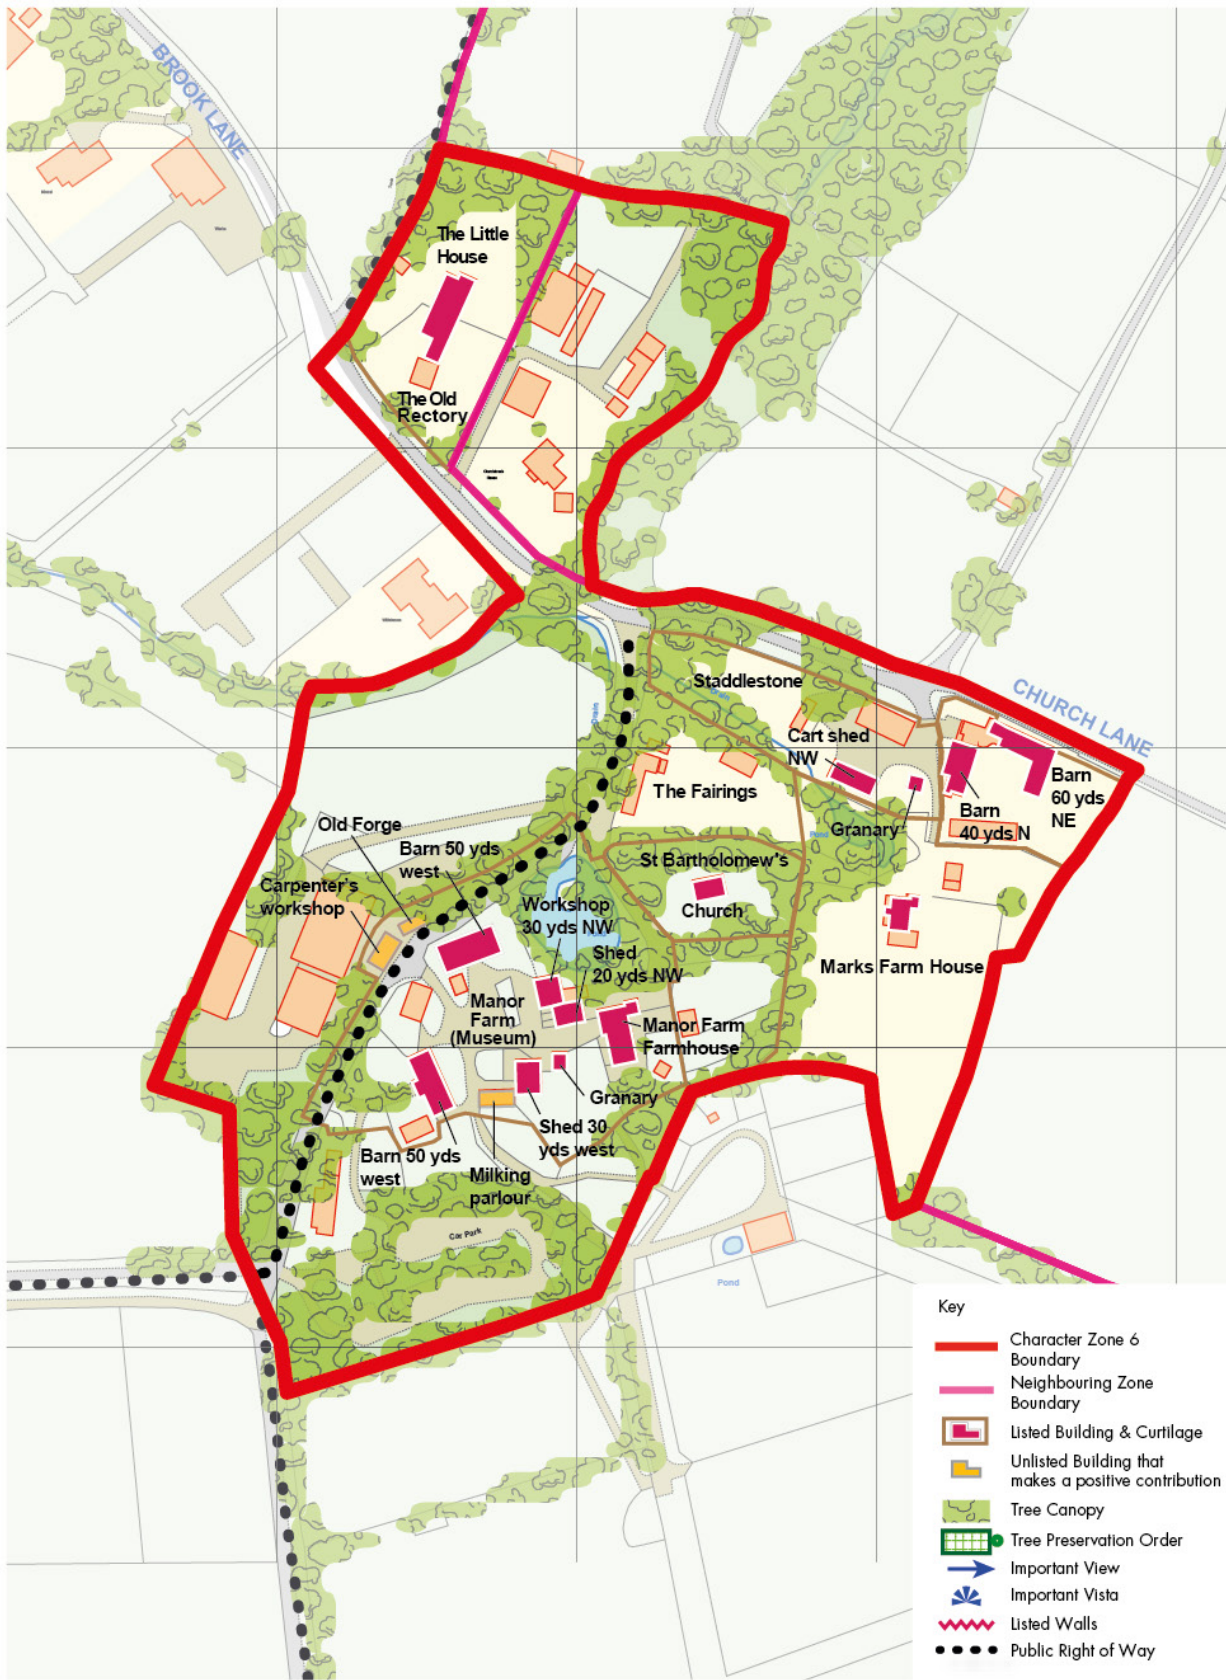 BROOK LANE
The Little
House
The Old
Rectory
CHURCH LANE
Staddlestone
Drain
Drain
Cart shed
NW
Barn
60 yds
NE
Barn
40 yds N
Granary
Pond
The Fairings
Old Forge
Barn 50 yds
west
St Bartholomew's
Church
Carpenter's
workshop
Workshop
30 yds NW
Pond
Shed
20 yds NW
Marks Farm House
Manor
Farm
(Museum)
Manor Farm
Farmhouse
Granary
Shed 30
yds west
Barn 50 yds
west
Milking
parlour
Car Park
Pond
Key
Character Zone 6
Boundary
Neighbouring Zone
Boundary
Listed Building & Curtilage
Unlisted Building that
makes a positive contribution
Tree Canopy
Tree Preservation Order
Important View
Important Vista
Listed Walls
Public Right of Way